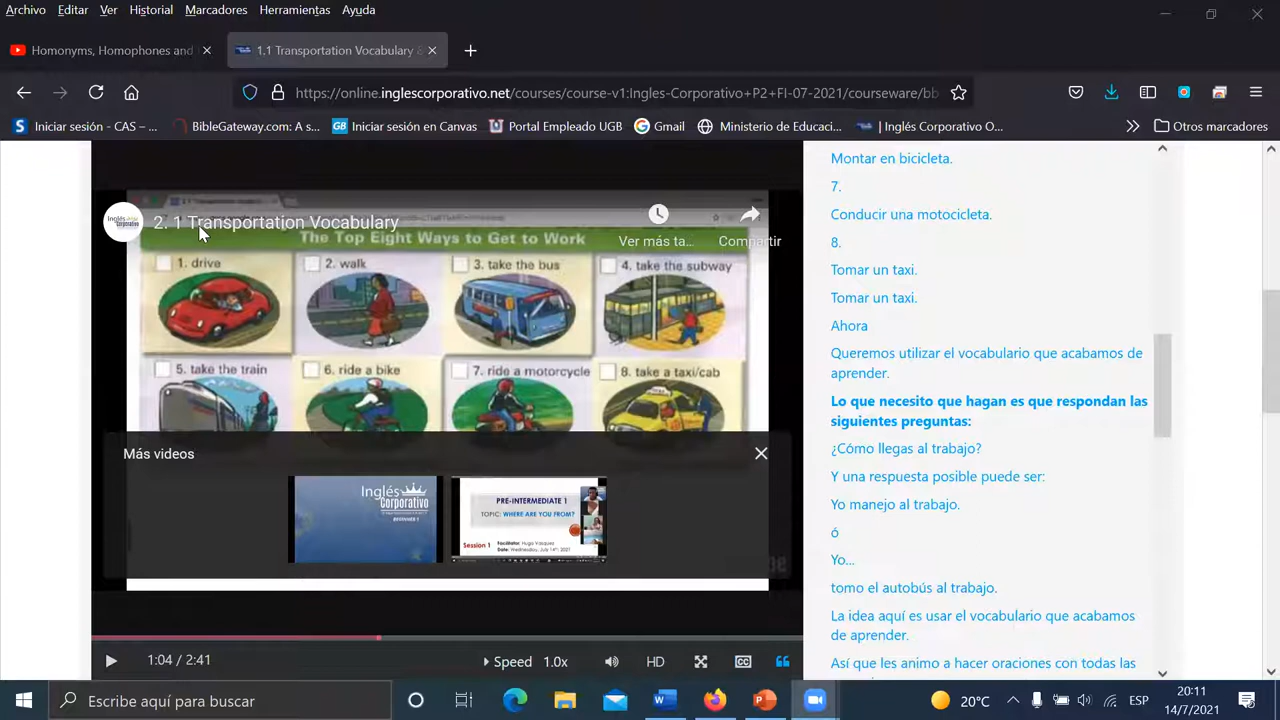 Archivo Editar Ver Historial Marcadores Herramientas Ayuda
Homonyms, Homophones and
1.1 Transportation Vocabulary &
https://online.inglescorporativo.net/courses/course-v1:Ingles-Corporativo+P2+FI-07-2021/courseware/bb
Iniciar sesión - CAS – ...
BibleGateway.com: A s...
GB Iniciar sesión en Canvas
Portal Empleado UGB
Gmail
Ministerio de Educaci...
| Inglés Corporativo O...
Otros marcadores
2. 1 Transportation Vocabulary
The Top Eight Ways to Get to Work
Ver más ta...
Compartir
1. drive
2. walk
3. take the bus
4. take the subway
5. take the train
6. ride a bike
7. ride a motorcycle
8. take a taxi/cab
Más videos
Inglés
Corporativo
PRE-INTERMEDIATE 1
TOPIC: WHERE ARE YOU FROM?
Session 1
Facilitator: Hugo Vasquez
Date: Wednesday, July 14th, 2021
1:04 / 2:41
Speed 1.0x
HD
Montar en bicicleta.
7.
Conducir una motocicleta.
8.
Tomar un taxi.
Tomar un taxi.
Ahora
Queremos utilizar el vocabulario que acabamos de
aprender.
Lo que necesito que hagan es que respondan las
siguientes preguntas:
¿Cómo llegas al trabajo?
Y una respuesta posible puede ser:
Yo manejo al trabajo.
ó
Yo...
tomo el autobús al trabajo.
La idea aquí es usar el vocabulario que acabamos
de aprender.
Así que les animo a hacer oraciones con todas las
Escribe aquí para buscar
20°C
ESP
20:11
14/7/2021